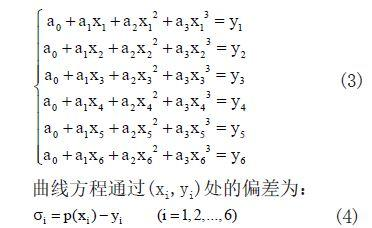 a₀ + a₁x₁ + a₂x₁² + a₃x₁³ = y₁
a₀ + a₁x₂ + a₂x₂² + a₃x₂³ = y₂
a₀ + a₁x₃ + a₂x₃² + a₃x₃³ = y₃
(3)
a₀ + a₁x₄ + a₂x₄² + a₃x₄³ = y₄
a₀ + a₁x₅ + a₂x₅² + a₃x₅³ = y₅
a₀ + a₁x₆ + a₂x₆² + a₃x₆³ = y₆
曲线方程通过(xᵢ,yᵢ)处的偏差为：
σᵢ = p(xᵢ) − yᵢ (i = 1, 2, ..., 6) (4)